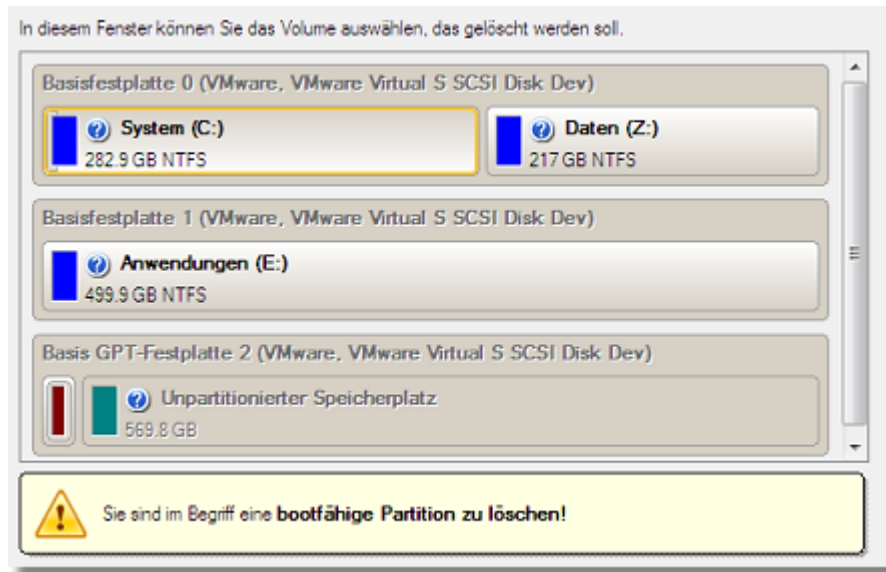 In diesem Fenster können Sie das Volume auswählen, das gelöscht werden soll.
Basisfestplatte 0 (VMware, VMware Virtual S SCSI Disk Dev)
System (C:)
282.9 GB NTFS
Daten (Z:)
217 GB NTFS
Basisfestplatte 1 (VMware, VMware Virtual S SCSI Disk Dev)
Anwendungen (E:)
499.9 GB NTFS
Basis GPT-Festplatte 2 (VMware, VMware Virtual S SCSI Disk Dev)
Unpartitionierter Speicherplatz
569.8 GB
Sie sind im Begriff eine bootfähige Partition zu löschen!